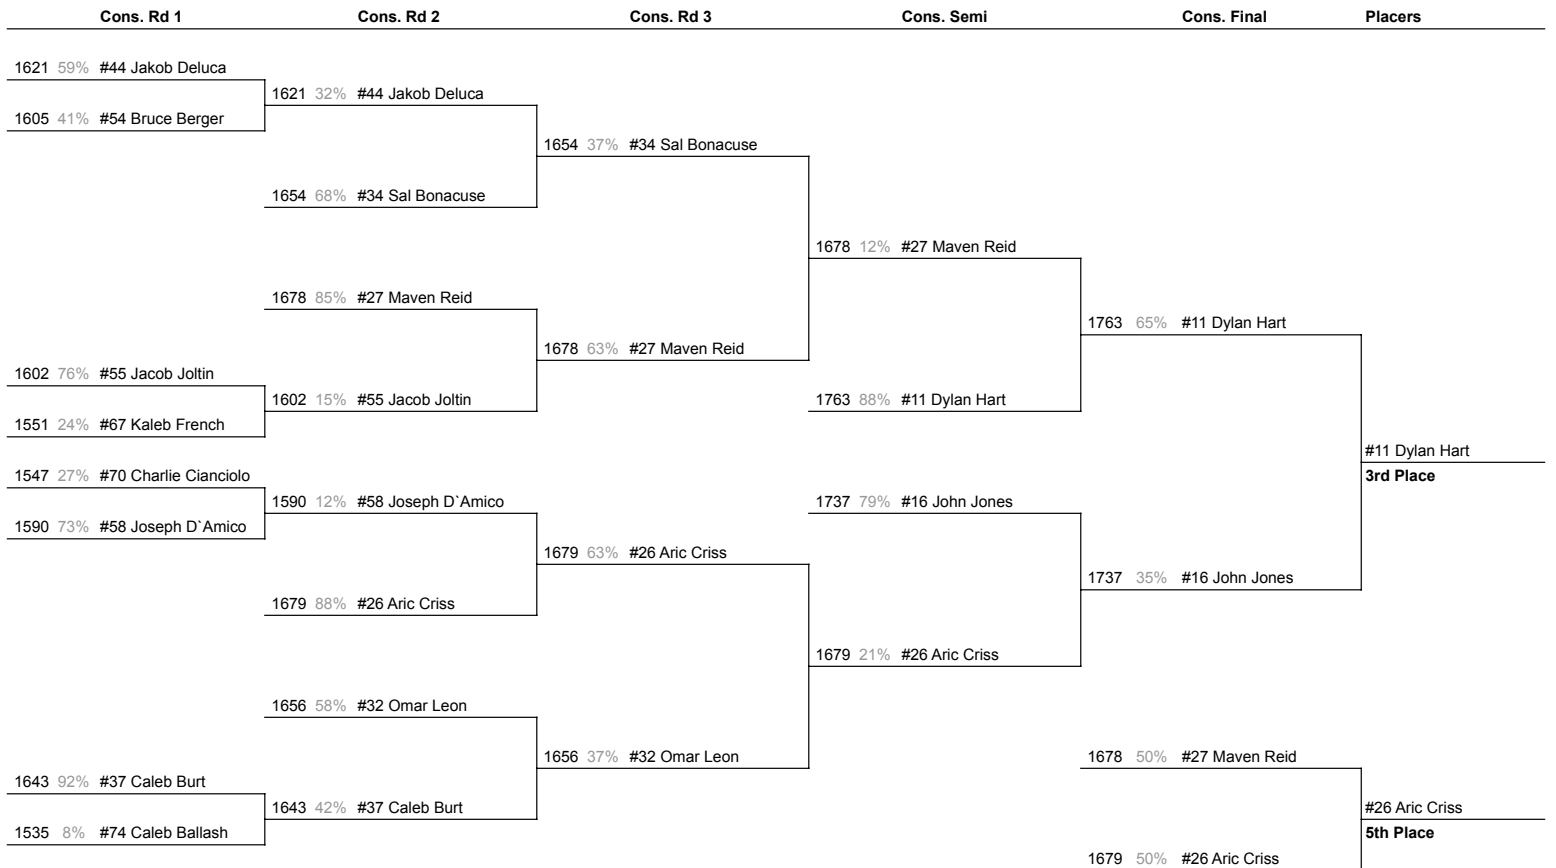 Cons. Rd 1 Cons. Rd 2 Cons. Rd 3 Cons. Semi Cons. Final Placers
1621 59% #44 Jakob Deluca
1621 32% #44 Jakob Deluca
1605 41% #54 Bruce Berger
1654 37% #34 Sal Bonacuse
1654 68% #34 Sal Bonacuse
1678 12% #27 Maven Reid
1678 85% #27 Maven Reid
1763 65% #11 Dylan Hart
1678 63% #27 Maven Reid
1602 76% #55 Jacob Joltin
1602 15% #55 Jacob Joltin
1763 88% #11 Dylan Hart
1551 24% #67 Kaleb French
#11 Dylan Hart
1547 27% #70 Charlie Cianciolo
3rd Place
1590 12% #58 Joseph D`Amico
1737 79% #16 John Jones
1590 73% #58 Joseph D`Amico
1679 63% #26 Aric Criss
1737 35% #16 John Jones
1679 88% #26 Aric Criss
1679 21% #26 Aric Criss
1656 58% #32 Omar Leon
1656 37% #32 Omar Leon
1678 50% #27 Maven Reid
1643 92% #37 Caleb Burt
1643 42% #37 Caleb Burt
#26 Aric Criss
1535 8% #74 Caleb Ballash
5th Place
1679 50% #26 Aric Criss